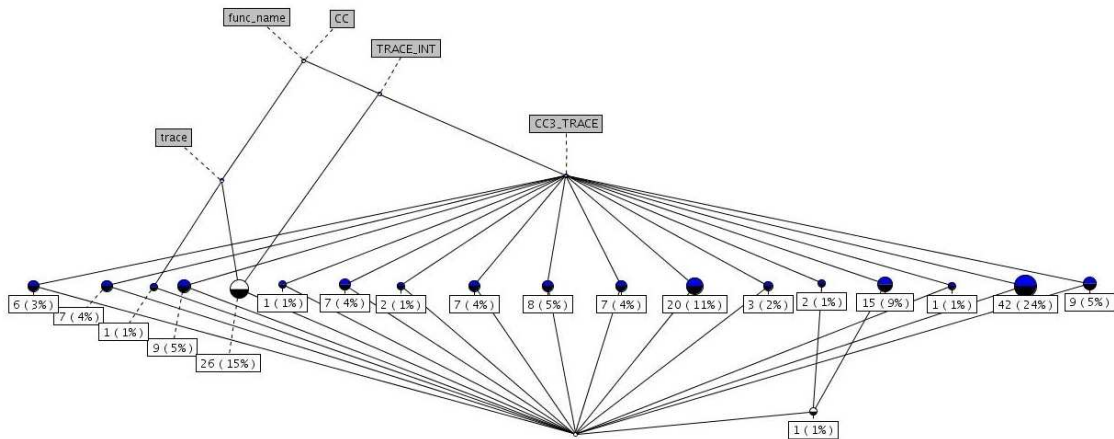 func_name
CC
TRACE_INT
CC3_TRACE
trace
6 ( 3% )
7 ( 4% )
1 ( 1% )
9 ( 5% )
26 ( 15% )
1 ( 1% )
7 ( 4% )
2 ( 1% )
7 ( 4% )
8 ( 5% )
7 ( 4% )
20 ( 11% )
3 ( 2% )
2 ( 1% )
15 ( 9% )
1 ( 1% )
42 ( 24% )
9 ( 5% )
1 ( 1% )